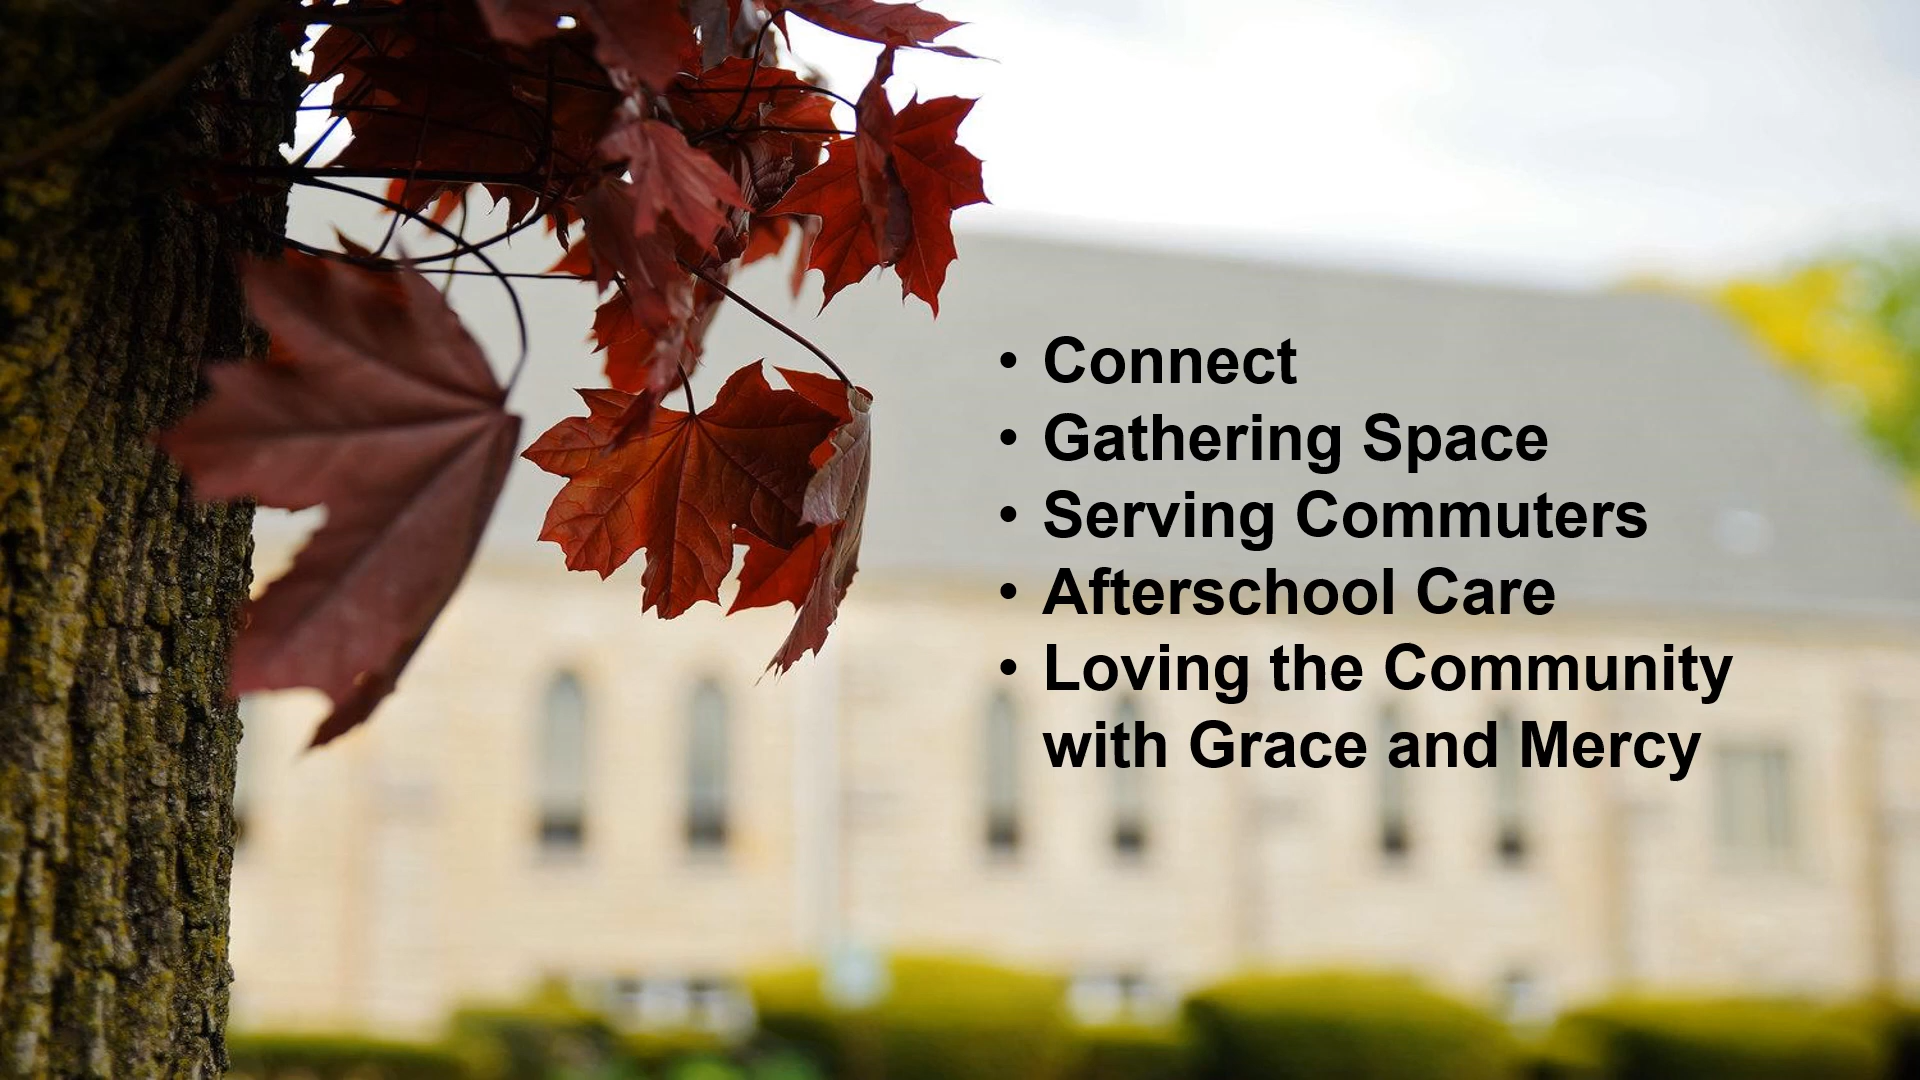 • Connect
• Gathering Space
• Serving Commuters
• Afterschool Care
• Loving the Community
with Grace and Mercy